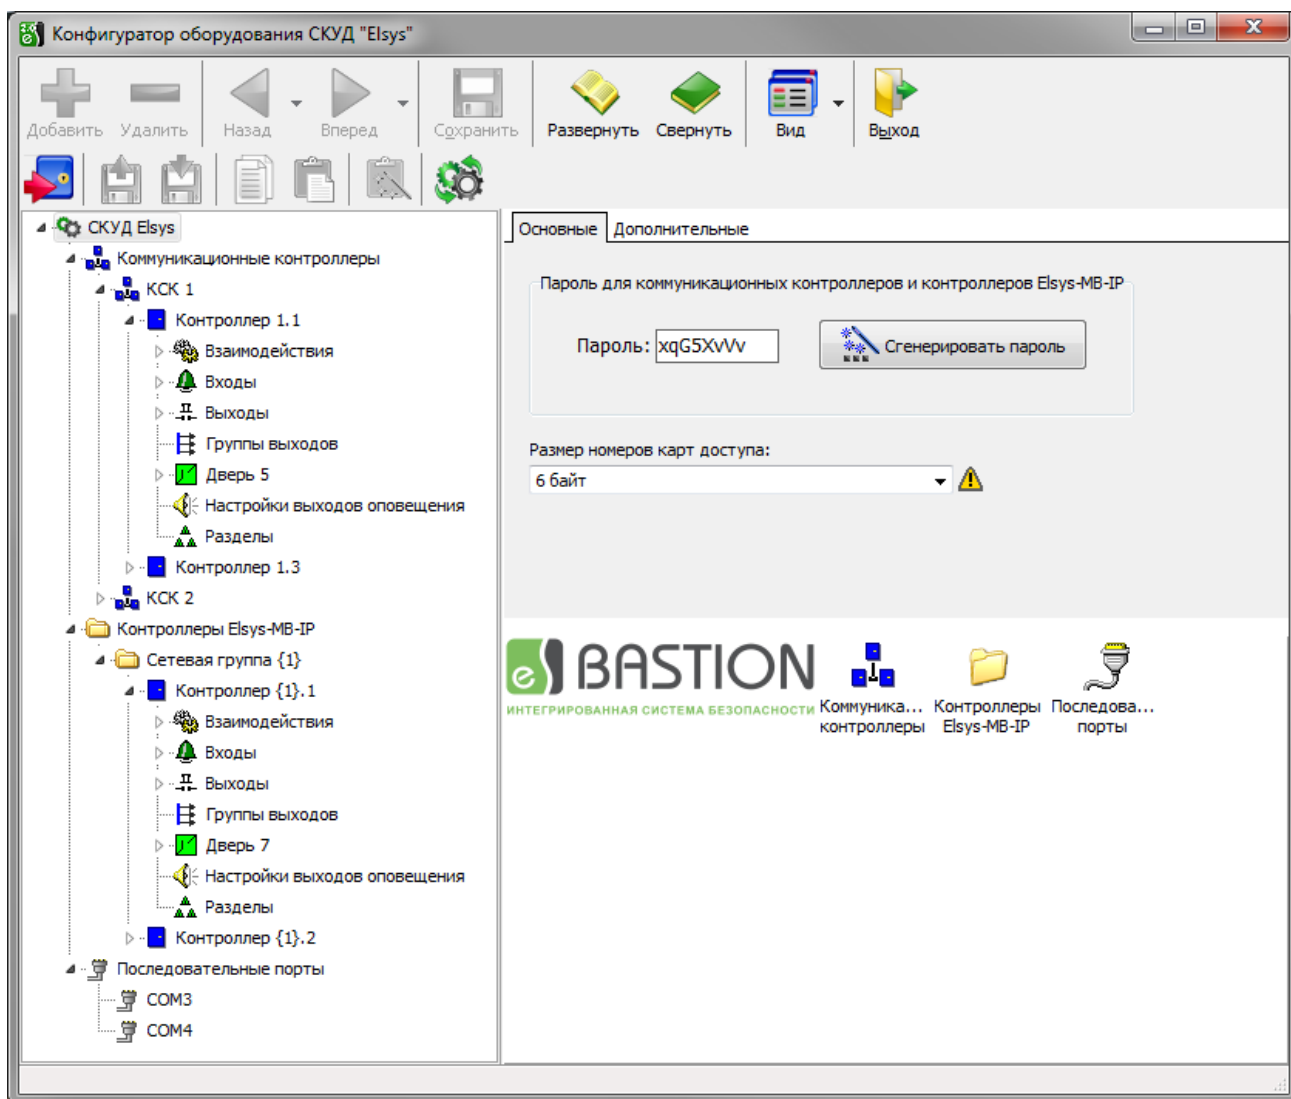 Конфигуратор оборудования СКУД "Elsys"
Добавить Удалить Назад Вперед Сохранить Развернуть Свернуть Вид Выход
СКУД Elsys
Коммуникационные контроллеры
КСК 1
Контроллер 1.1
Взаимодействия
Входы
Выходы
Группы выходов
Дверь 5
Настройки выходов оповещения
Разделы
Контроллер 1.3
КСК 2
Контроллеры Elsys-MB-IP
Сетевая группа {1}
Контроллер {1}.1
Взаимодействия
Входы
Выходы
Группы выходов
Дверь 7
Настройки выходов оповещения
Разделы
Контроллер {1}.2
Последовательные порты
COM3
COM4
Основные Дополнительные
Пароль для коммуникационных контроллеров и контроллеров Elsys-MB-IP
Пароль: xqG5XvVv Сгенерировать пароль
Размер номеров карт доступа:
6 байт
eS BASTION
ИНТЕГРИРОВАННАЯ СИСТЕМА БЕЗОПАСНОСТИ
Коммуника...
контроллеры
Контроллеры
Elsys-MB-IP
Последова...
порты